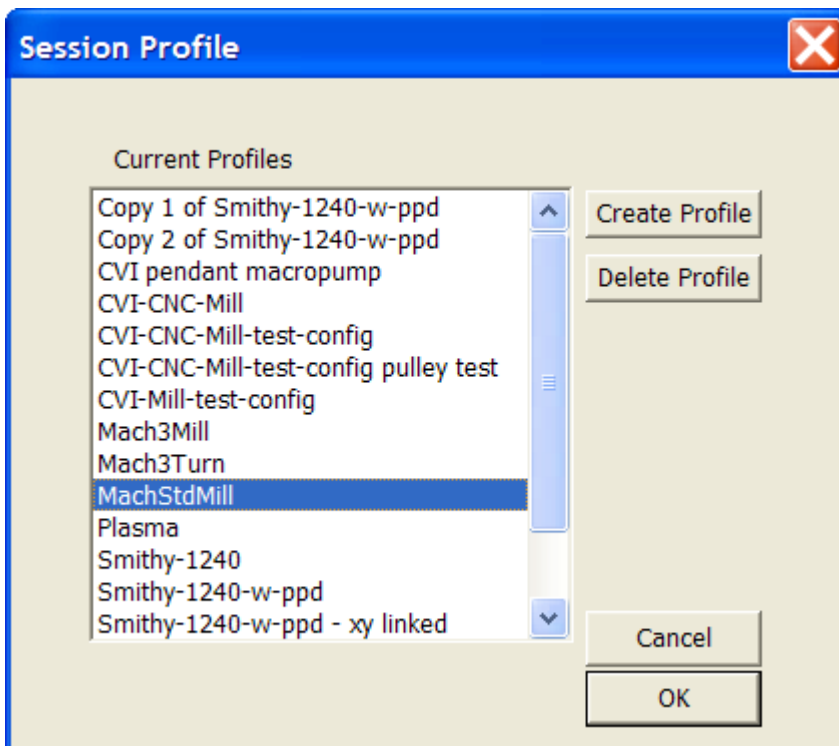 Session Profile
Current Profiles
Copy 1 of Smithy-1240-w-ppd
Copy 2 of Smithy-1240-w-ppd
CVI pendant macropump
CVI-CNC-Mill
CVI-CNC-Mill-test-config
CVI-CNC-Mill-test-config pulley test
CVI-Mill-test-config
Mach3Mill
Mach3Turn
MachStdMill
Plasma
Smithy-1240
Smithy-1240-w-ppd
Smithy-1240-w-ppd - xy linked
Create Profile
Delete Profile
Cancel
OK